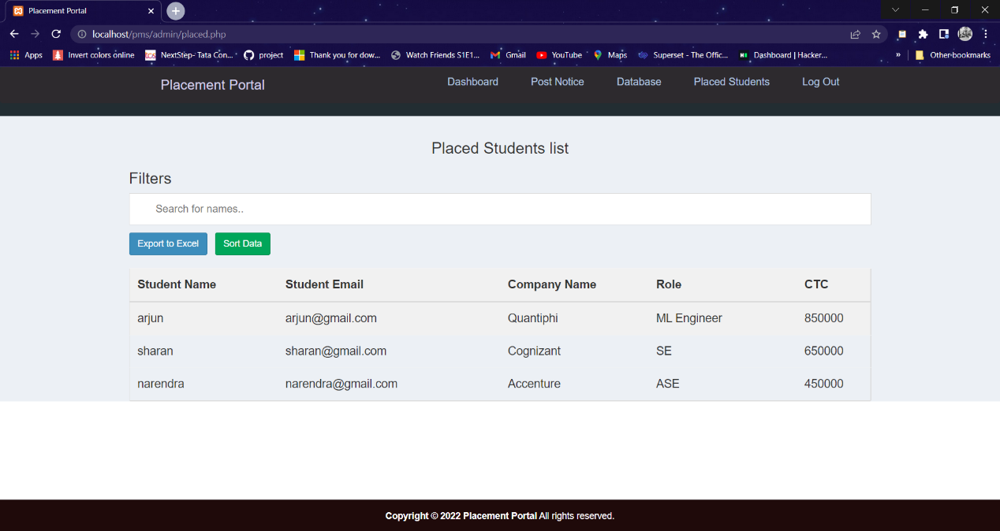 Placement Portal
localhost/pms/admin/placed.php
Apps Invert colors online NextStep- Tata Con... project Thank you for dow... Watch Friends S1E1... Gmail YouTube Maps Superset - The Offic... Dashboard | Hacker... » Other bookmarks
Placement Portal Dashboard Post Notice Database Placed Students Log Out
Placed Students list
Filters
Search for names..
Export to Excel Sort Data
Student Name Student Email Company Name Role CTC
arjun arjun@gmail.com Quantiphi ML Engineer 850000
sharan sharan@gmail.com Cognizant SE 650000
narendra narendra@gmail.com Accenture ASE 450000
Copyright © 2022 Placement Portal All rights reserved.